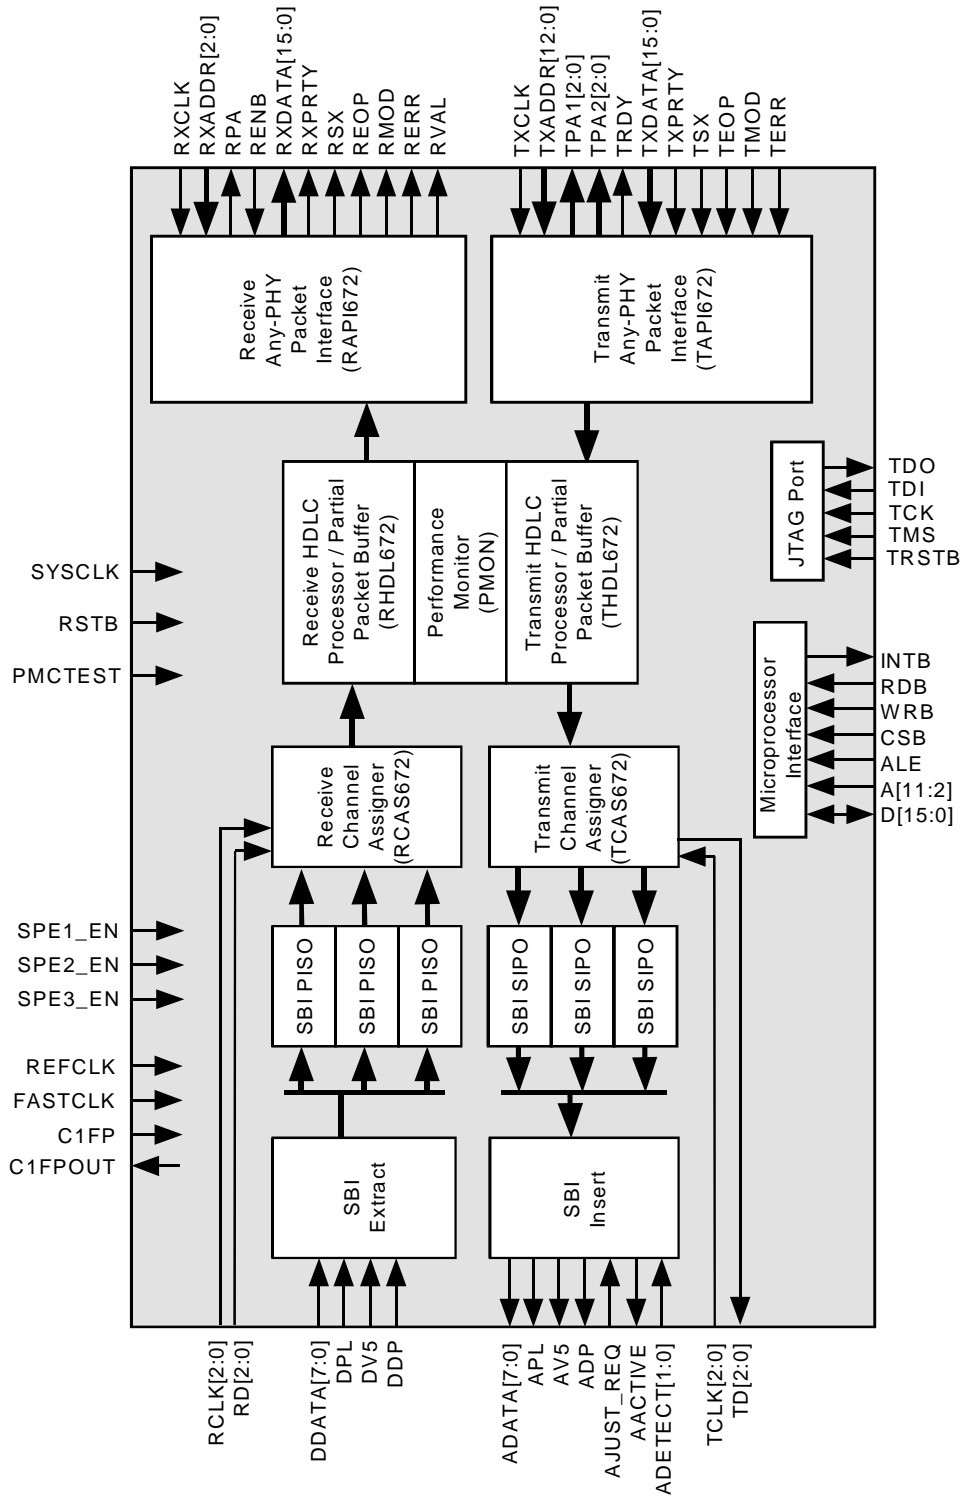 RXCLK
RXADDR[2:0]
RPA
RENB
RXDATA[15:0]
RXPRTY
RSX
REOP
RMOD
RERR
RVAL
TXCLK
TXADDR[12:0]
TPA1[2:0]
TPA2[2:0]
TRDY
TXDATA[15:0]
TXPRTY
TSX
TEOP
TMOD
TERR
Receive
Any-PHY
Packet
Interface
(RAPI672)
Transmit
Any-PHY
Packet
Interface
(TAPI672)
Receive HDLC
Processor / Partial
Packet Buffer
(RHDL672)
Performance
Monitor
(PMON)
Transmit HDLC
Processor / Partial
Packet Buffer
(THDL672)
JTAG Port
TDO
TDI
TCK
TMS
TRSTB
SYSCLK
RSTB
PMCTEST
Microprocessor
Interface
INTB
RDB
WRB
CSB
ALE
A[11:2]
D[15:0]
Receive
Channel
Assigner
(RCAS672)
Transmit
Channel
Assigner
(TCAS672)
SPE1_EN
SPE2_EN
SPE3_EN
SBI PISO
SBI PISO
SBI PISO
SBI SIPO
SBI SIPO
SBI SIPO
REFCLK
FASTCLK
C1FP
C1FPOUT
SBI
Extract
SBI
Insert
RCLK[2:0]
RD[2:0]
DDATA[7:0]
DPL
DV5
DDP
ADATA[7:0]
APL
AV5
ADP
AJUST_REQ
AACTIVE
ADETECT[1:0]
TCLK[2:0]
TD[2:0]